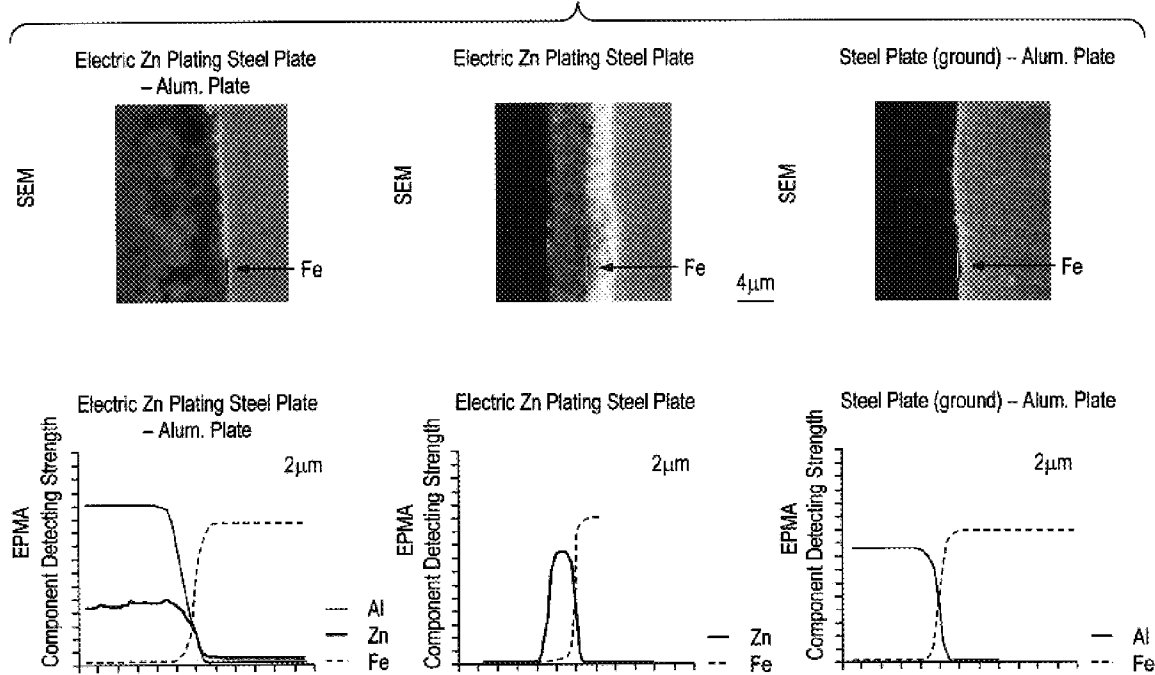 Electric Zn Plating Steel Plate
– Alum. Plate
SEM
Fe
Electric Zn Plating Steel Plate
SEM
Fe
4μm
Steel Plate (ground) – Alum. Plate
SEM
Fe
Electric Zn Plating Steel Plate
– Alum. Plate
EPMA
Component Detecting Strength
2μm
Al
Zn
Fe
Electric Zn Plating Steel Plate
EPMA
Component Detecting Strength
2μm
Zn
Fe
Steel Plate (ground) – Alum. Plate
EPMA
Component Detecting Strength
2μm
Al
Fe